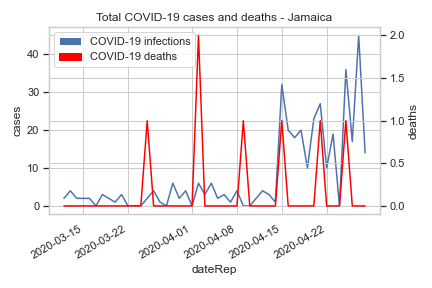 Total COVID-19 cases and deaths - Jamaica
COVID-19 infections
COVID-19 deaths
cases
40
30
20
10
0
deaths
2.0
1.5
1.0
0.5
0.0
2020-03-15
2020-03-22
2020-04-01
2020-04-08
2020-04-15
2020-04-22
dateRep